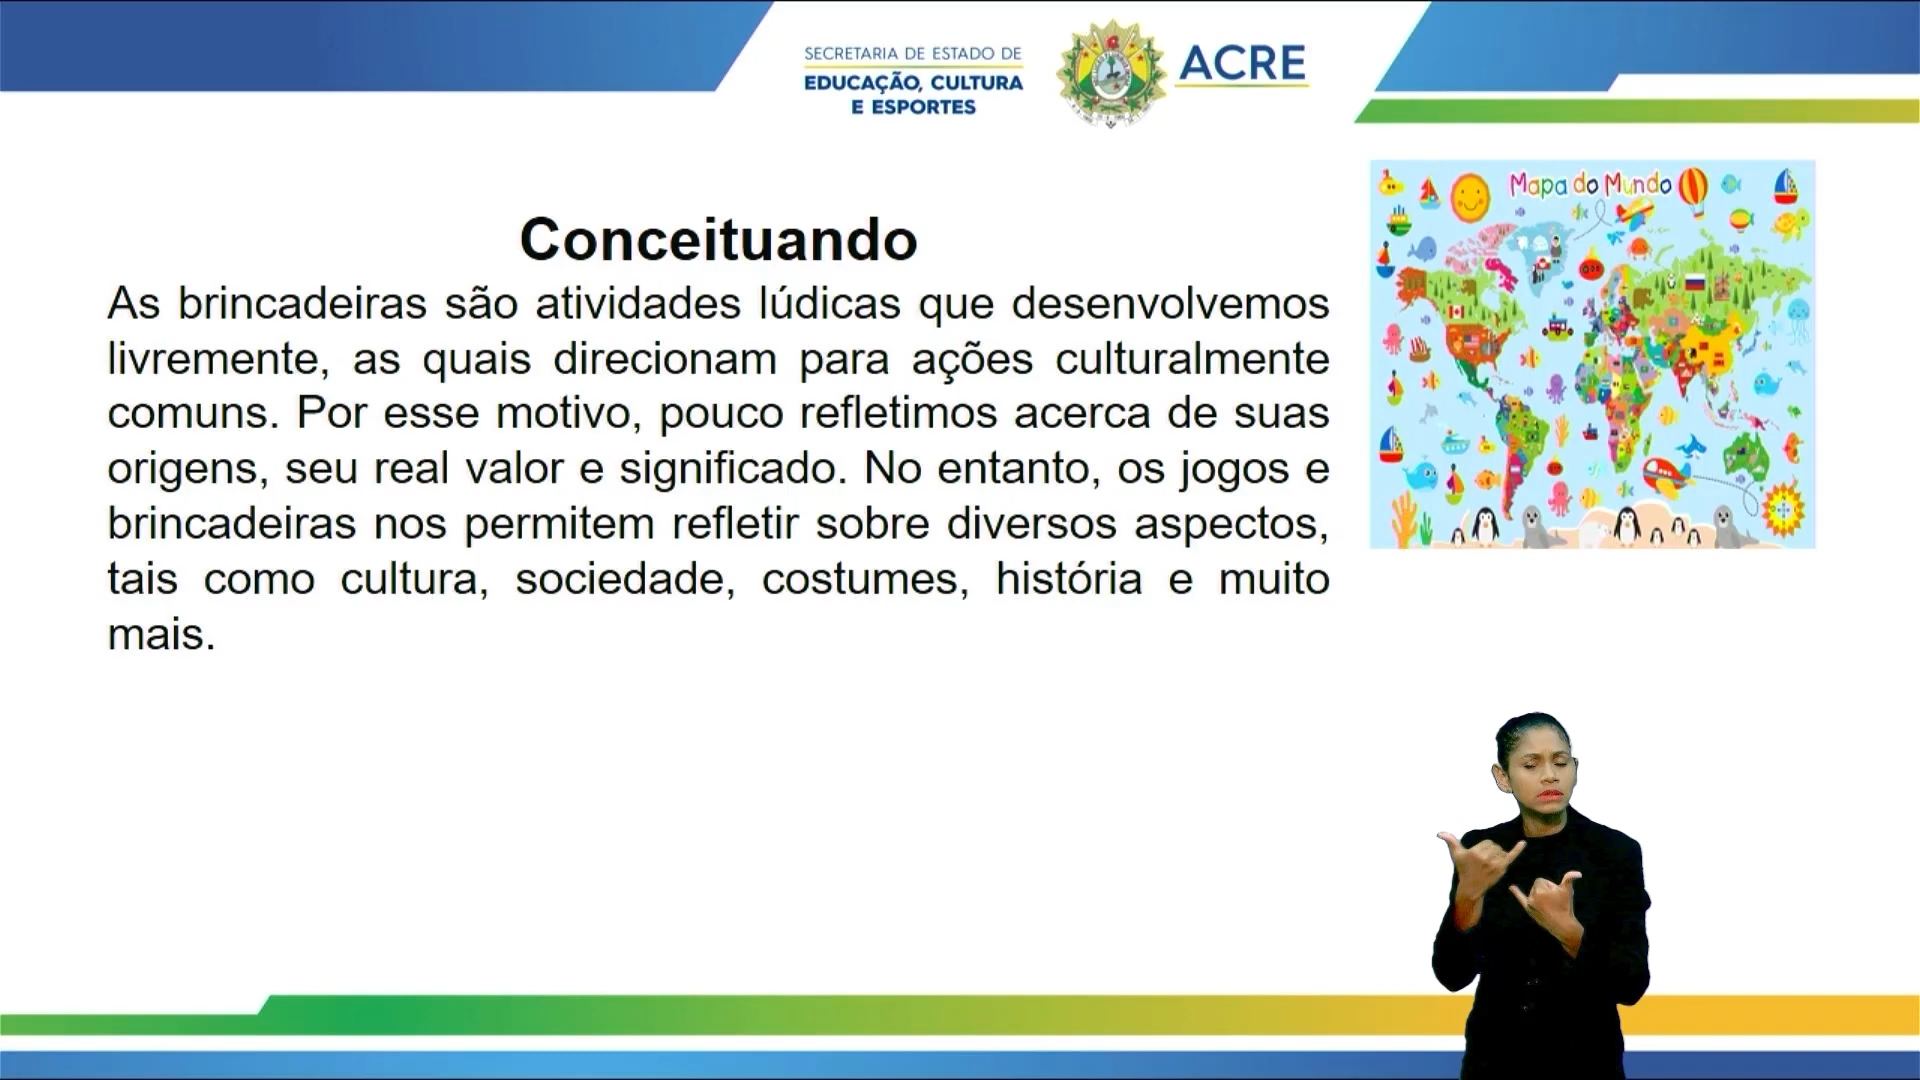 SECRETARIA DE ESTADO DE
EDUCAÇÃO, CULTURA
E ESPORTES
ACRE
Mapa do Mundo
Conceituando
As brincadeiras são atividades lúdicas que desenvolvemos
livremente, as quais direcionam para ações culturalmente
comuns. Por esse motivo, pouco refletimos acerca de suas
origens, seu real valor e significado. No entanto, os jogos e
brincadeiras nos permitem refletir sobre diversos aspectos,
tais como cultura, sociedade, costumes, história e muito
mais.